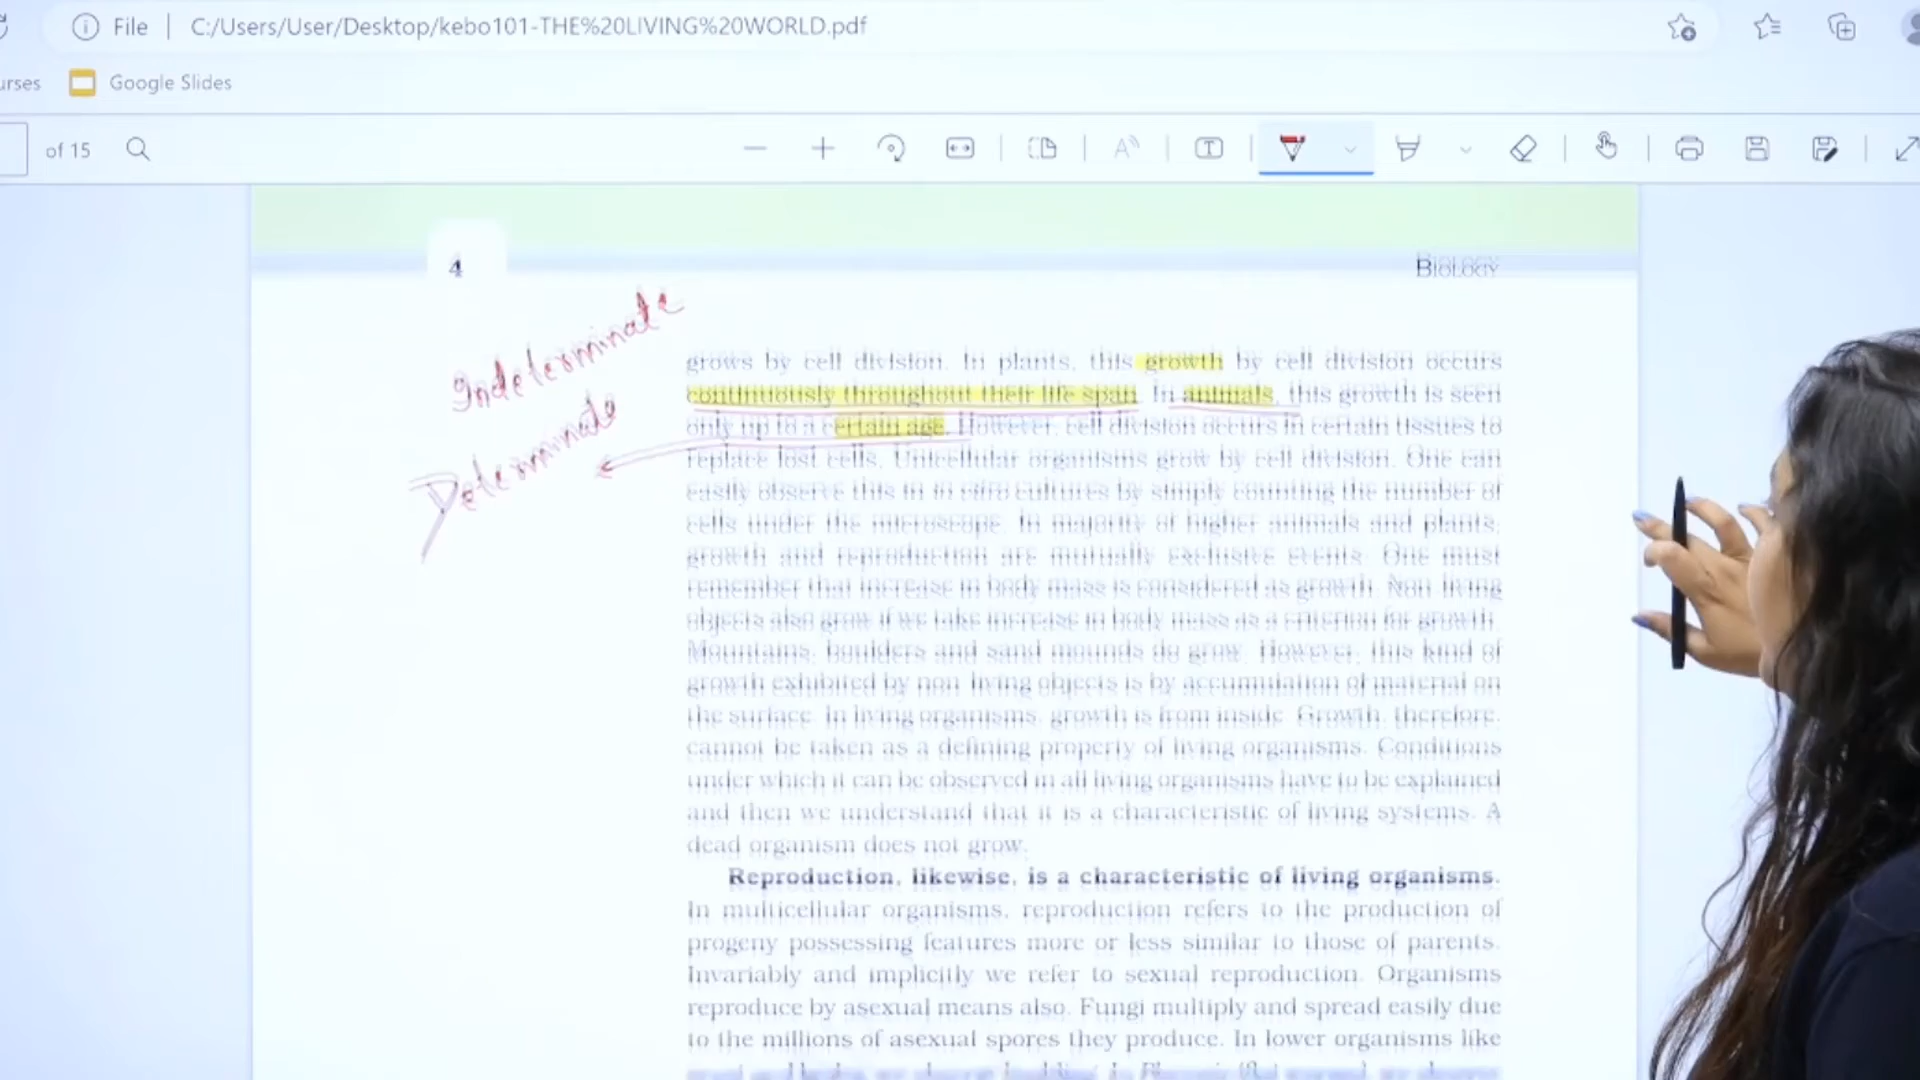 File | C:/Users/User/Desktop/kebo101-THE%20LIVING%20WORLD.pdf
urses Google Slides
of 15
4 BIOLOGY
Indeterminate
Determinate
grows by cell division. In plants, this growth by cell division occurs
continuously throughout their life span. In animals, this growth is seen
only up to a certain age. However, cell division occurs in certain tissues to
replace lost cells. Unicellular organisms grow by cell division. One can
easily observe this in in vitro cultures by simply counting the number of
cells under the microscope. In majority of higher animals and plants,
growth and reproduction are mutually exclusive events. One must
remember that increase in body mass is considered as growth. Non-living
objects also grow if we take increase in body mass as a criterion for growth.
Mountains, boulders and sand mounds do grow. However, this kind of
growth exhibited by non-living objects is by accumulation of material on
the surface. In living organisms, growth is from inside. Growth, therefore,
cannot be taken as a defining property of living organisms. Conditions
under which it can be observed in all living organisms have to be explained
and then we understand that it is a characteristic of living systems. A
dead organism does not grow.
Reproduction, likewise, is a characteristic of living organisms.
In multicellular organisms, reproduction refers to the production of
progeny possessing features more or less similar to those of parents.
Invariably and implicitly we refer to sexual reproduction. Organisms
reproduce by asexual means also. Fungi multiply and spread easily due
to the millions of asexual spores they produce. In lower organisms like